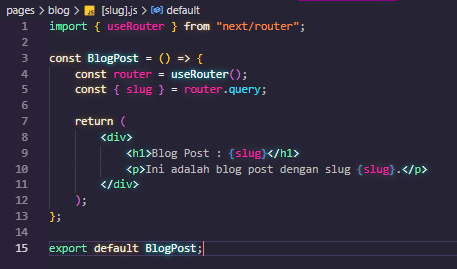 pages > blog > [slug].js > default
1 import { useRouter } from "next/router";
2
3 const BlogPost = () => {
4 const router = useRouter();
5 const { slug } = router.query;
6
7 return (
8 <div>
9 <h1>Blog Post : {slug}</h1>
10 <p>Ini adalah blog post dengan slug {slug}.</p>
11 </div>
12 );
13 };
14
15 export default BlogPost;